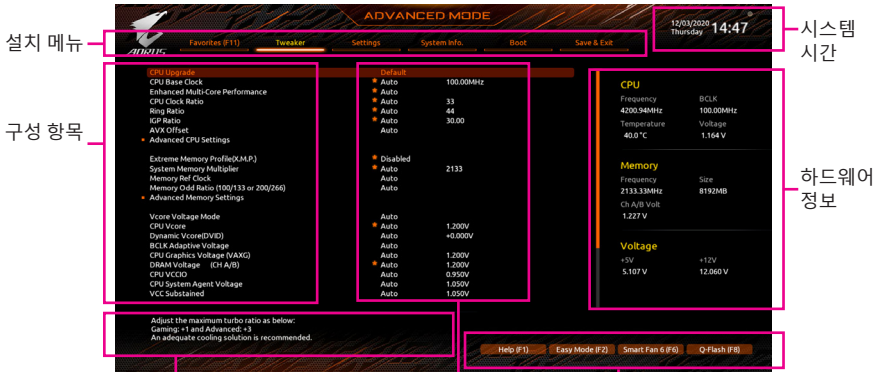 ADVANCED MODE
12/03/2020
Thursday
14:47
시스템
시간
설치 메뉴
AORUS
Favorites (F11) Tweaker Settings System Info. Boot Save & Exit
구성 항목
CPU Upgrade Default
CPU Base Clock Auto 100.00MHz
Enhanced Multi-Core Performance Auto
CPU Clock Ratio Auto 33
Ring Ratio Auto 44
IGP Ratio Auto 30.00
AVX Offset Auto
Advanced CPU Settings
Extreme Memory Profile(X.M.P.) Disabled
System Memory Multiplier Auto 2133
Memory Ref Clock Auto
Memory Odd Ratio (100/133 or 200/266) Auto
Advanced Memory Settings
Vcore Voltage Mode Auto
CPU Vcore Auto 1.200V
Dynamic Vcore(DVID) Auto +0.000V
BCLK Adaptive Voltage Auto
CPU Graphics Voltage (VAXG) Auto 1.200V
DRAM Voltage (CH A/B) Auto 1.200V
CPU VCCIO Auto 0.950V
CPU System Agent Voltage Auto 1.050V
VCC Substained Auto 1.050V
CPU
Frequency BCLK
4200.94MHz 100.00MHz
Temperature Voltage
40.0 °C 1.164 V
Memory
Frequency Size
2133.33MHz 8192MB
Ch A/B Volt
1.227 V
Voltage
+5V +12V
5.107 V 12.060 V
하드웨어
정보
Adjust the maximum turbo ratio as below:
Gaming: +1 and Advanced: +3
An adequate cooling solution is recommended.
Help (F1) Easy Mode (F2) Smart Fan 6 (F6) Q-Flash (F8)